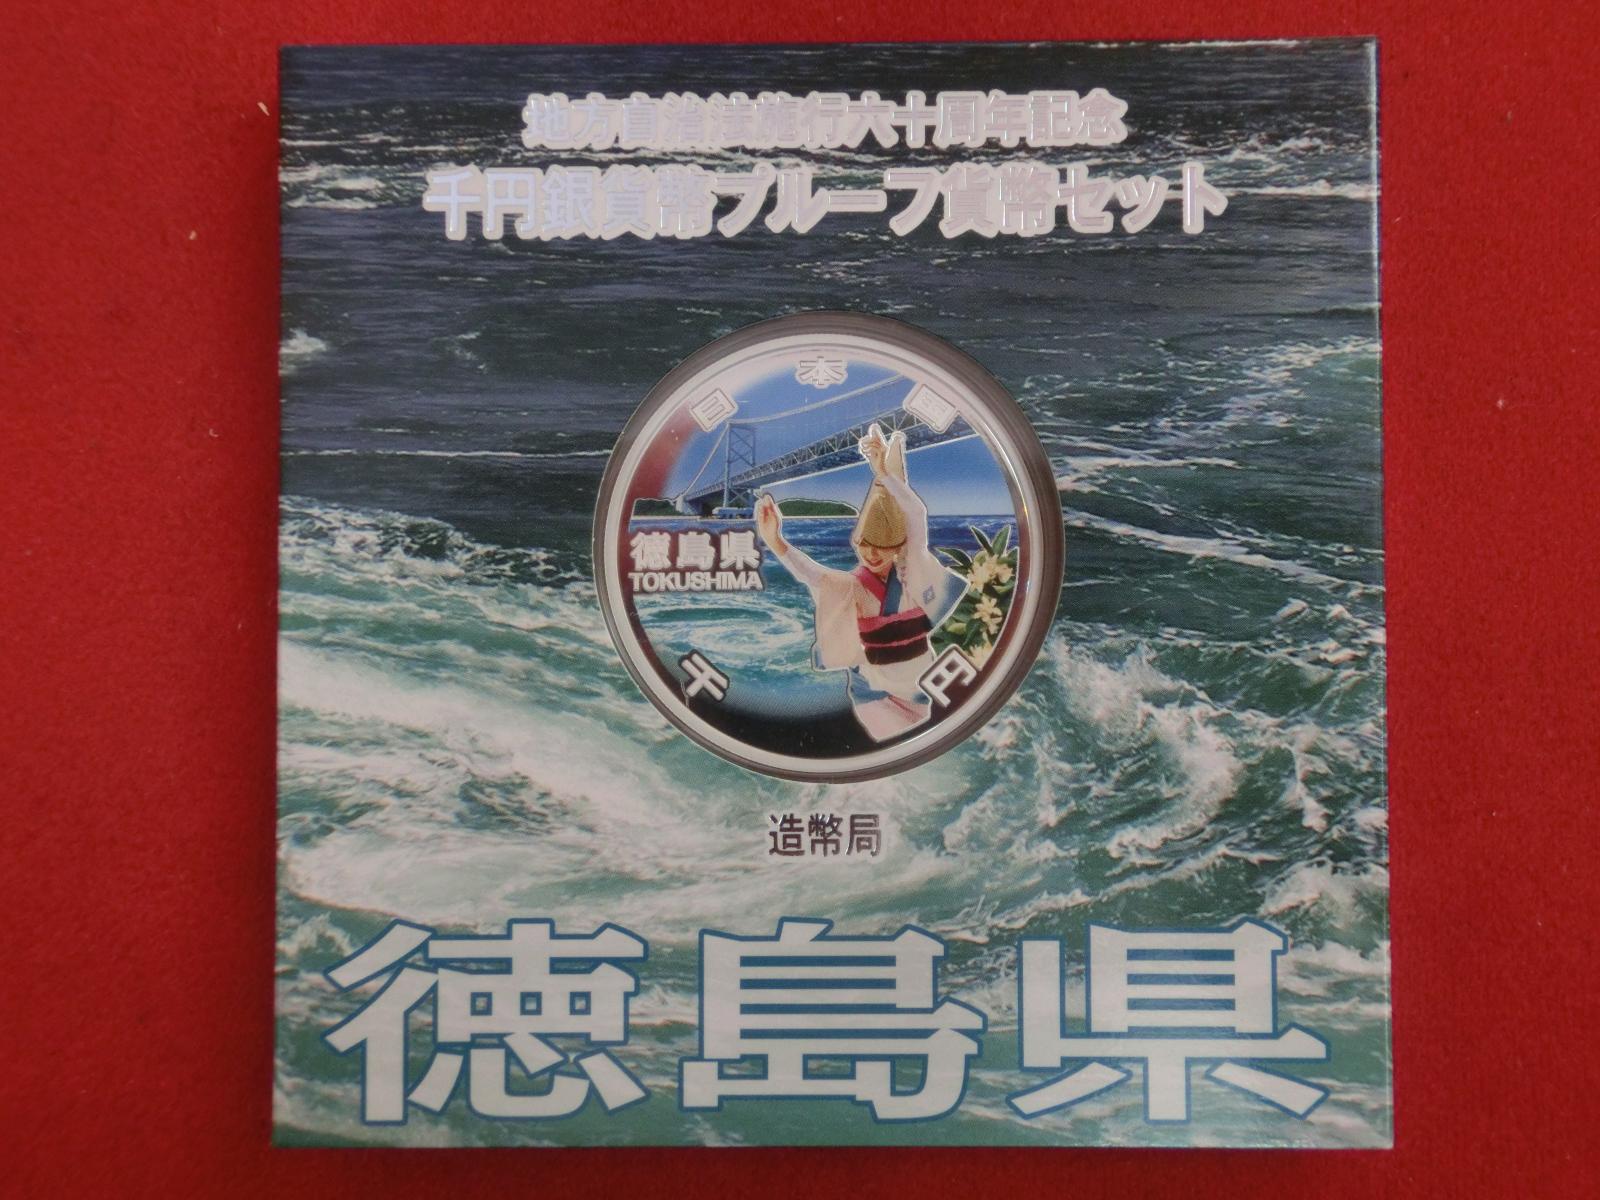 地方自治法施行六十周年記念
千円銀貨幣プルーフ貨幣セット
日本国
徳島県
TOKUSHIMA
千円
造幣局
徳島県